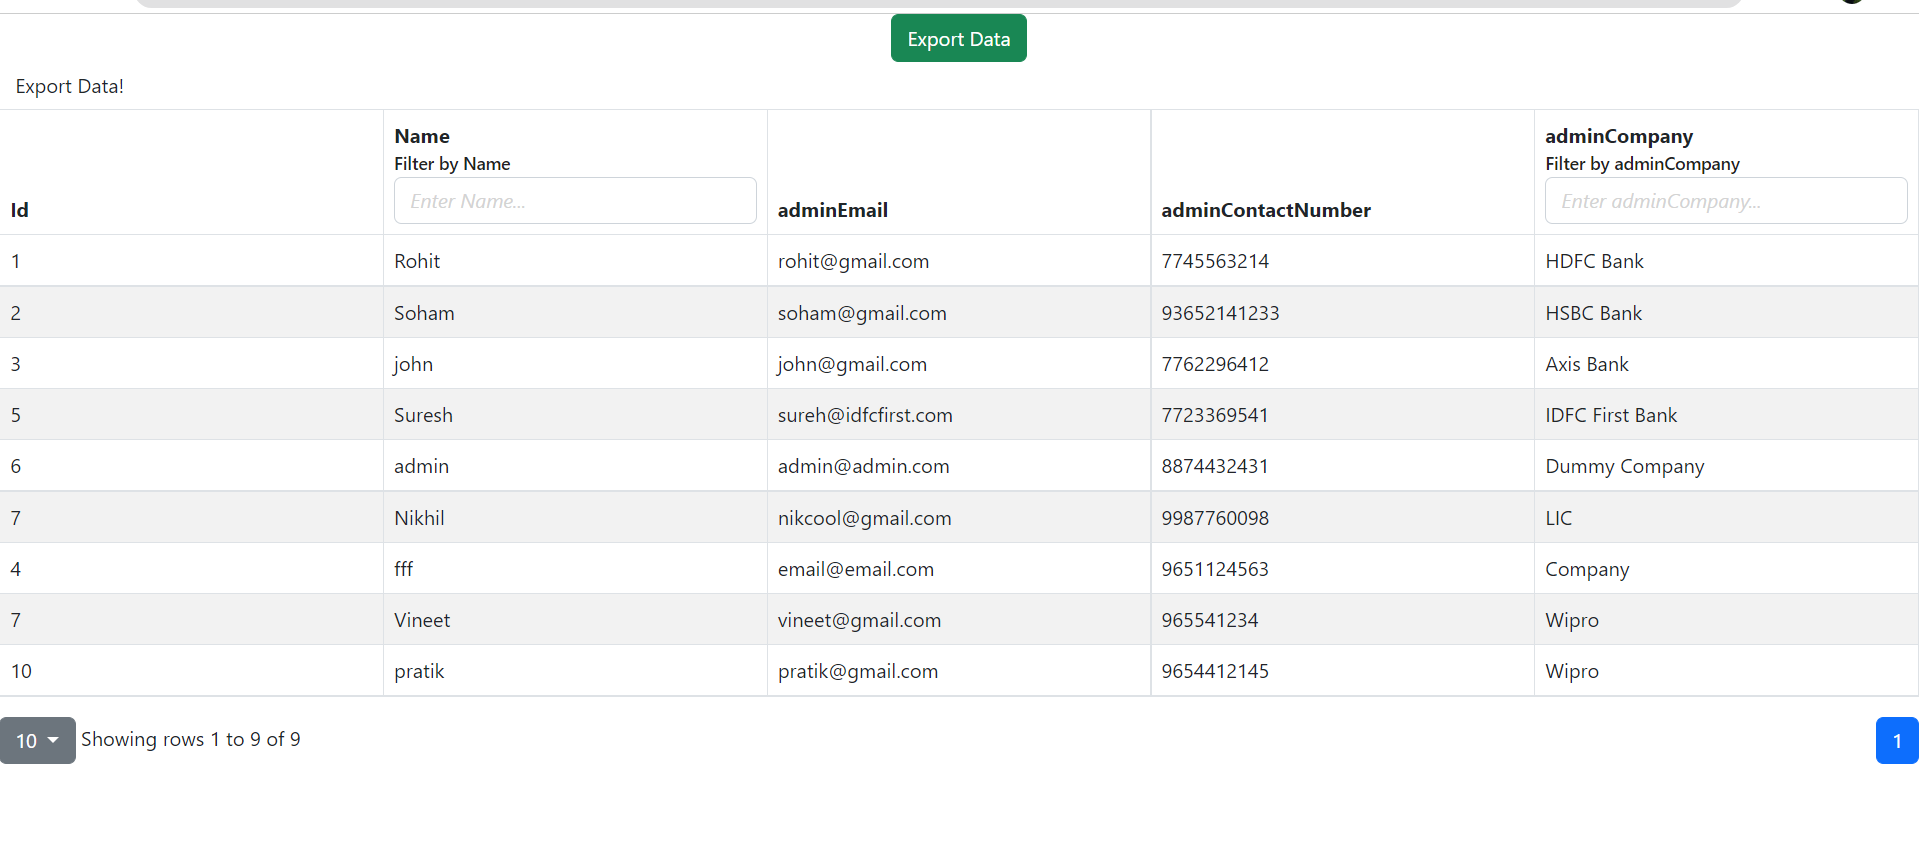 Export Data
Export Data!
Id Name adminEmail adminContactNumber adminCompany
Filter by Name Filter by adminCompany
Enter Name... Enter adminCompany...
1 Rohit rohit@gmail.com 7745563214 HDFC Bank
2 Soham soham@gmail.com 93652141233 HSBC Bank
3 john john@gmail.com 7762296412 Axis Bank
5 Suresh sureh@idfcfirst.com 7723369541 IDFC First Bank
6 admin admin@admin.com 8874432431 Dummy Company
7 Nikhil nikcool@gmail.com 9987760098 LIC
4 fff email@email.com 9651124563 Company
7 Vineet vineet@gmail.com 965541234 Wipro
10 pratik pratik@gmail.com 9654412145 Wipro
10 Showing rows 1 to 9 of 9 1